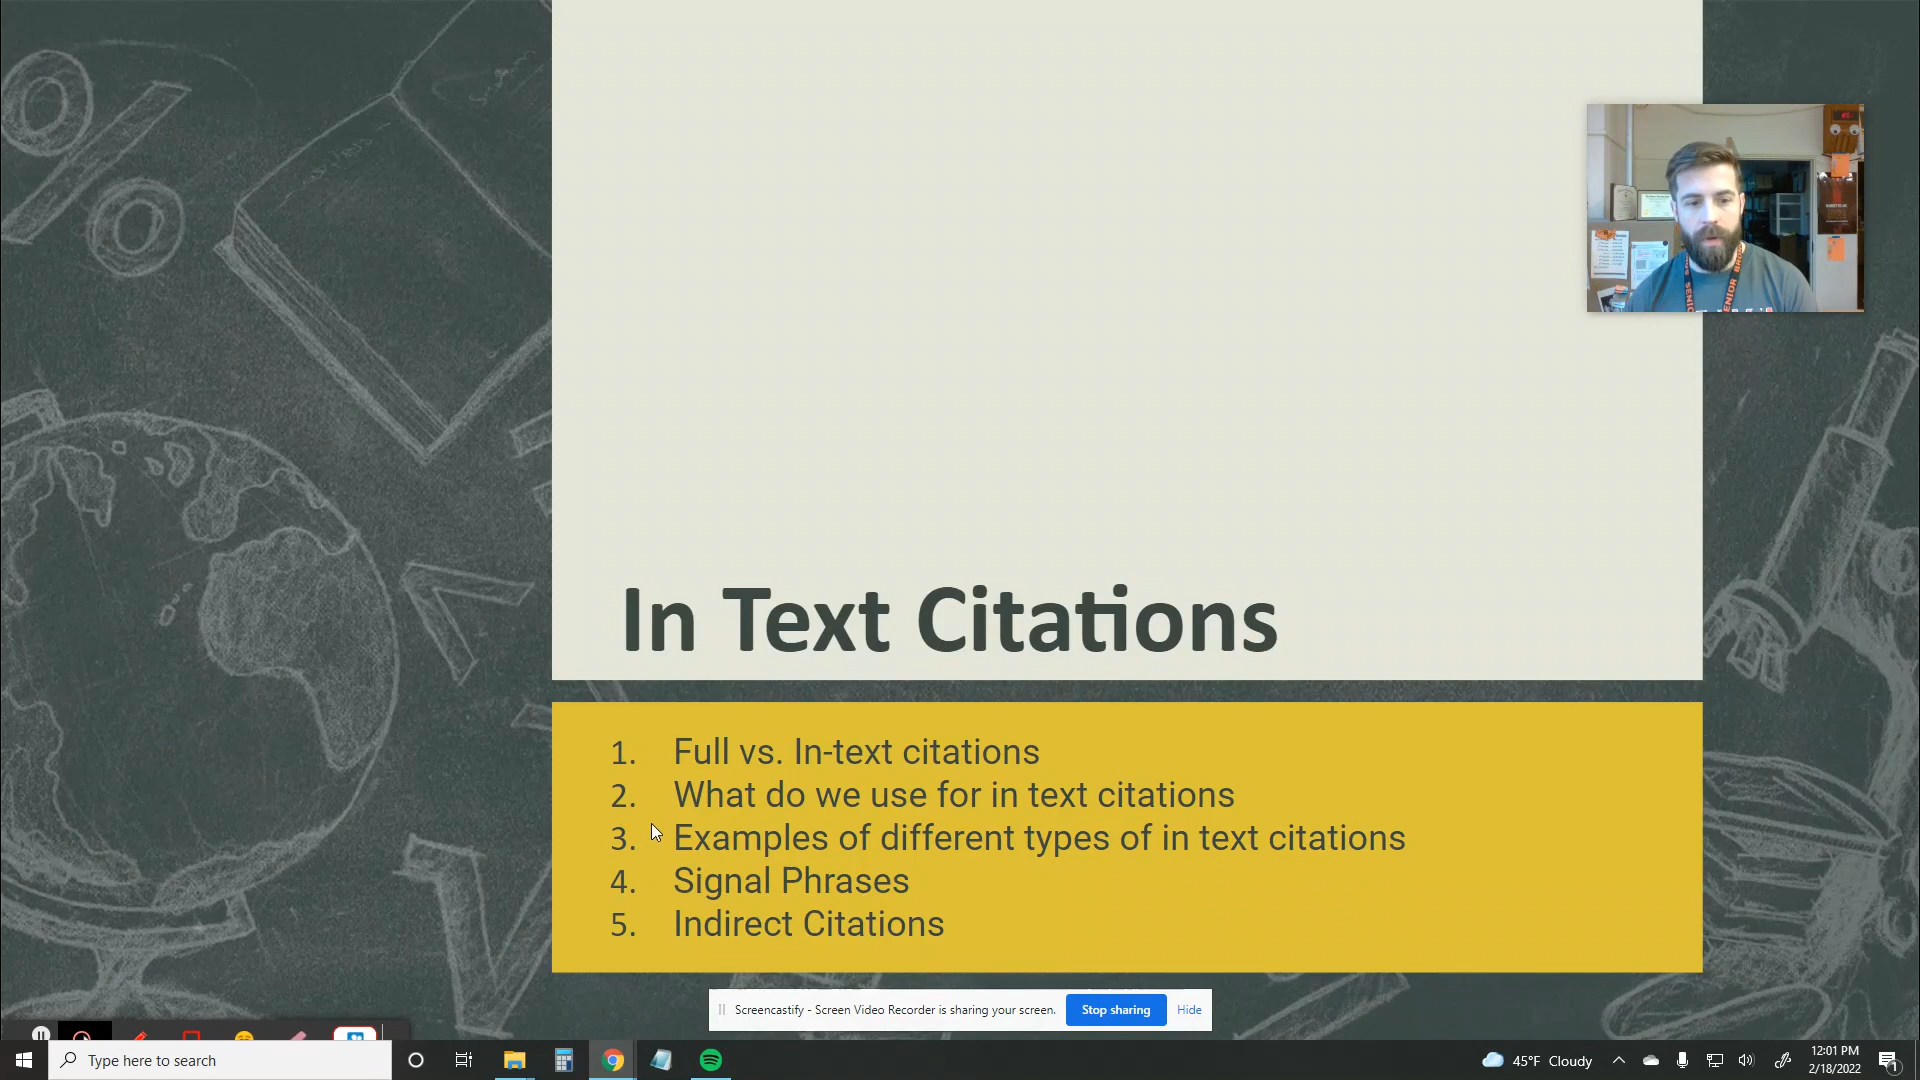 In Text Citations
1. Full vs. In-text citations
2. What do we use for in text citations
3. Examples of different types of in text citations
4. Signal Phrases
5. Indirect Citations
Screencastify - Screen Video Recorder is sharing your screen. Stop sharing Hide
Type here to search
45°F Cloudy
12:01 PM
2/18/2022
1